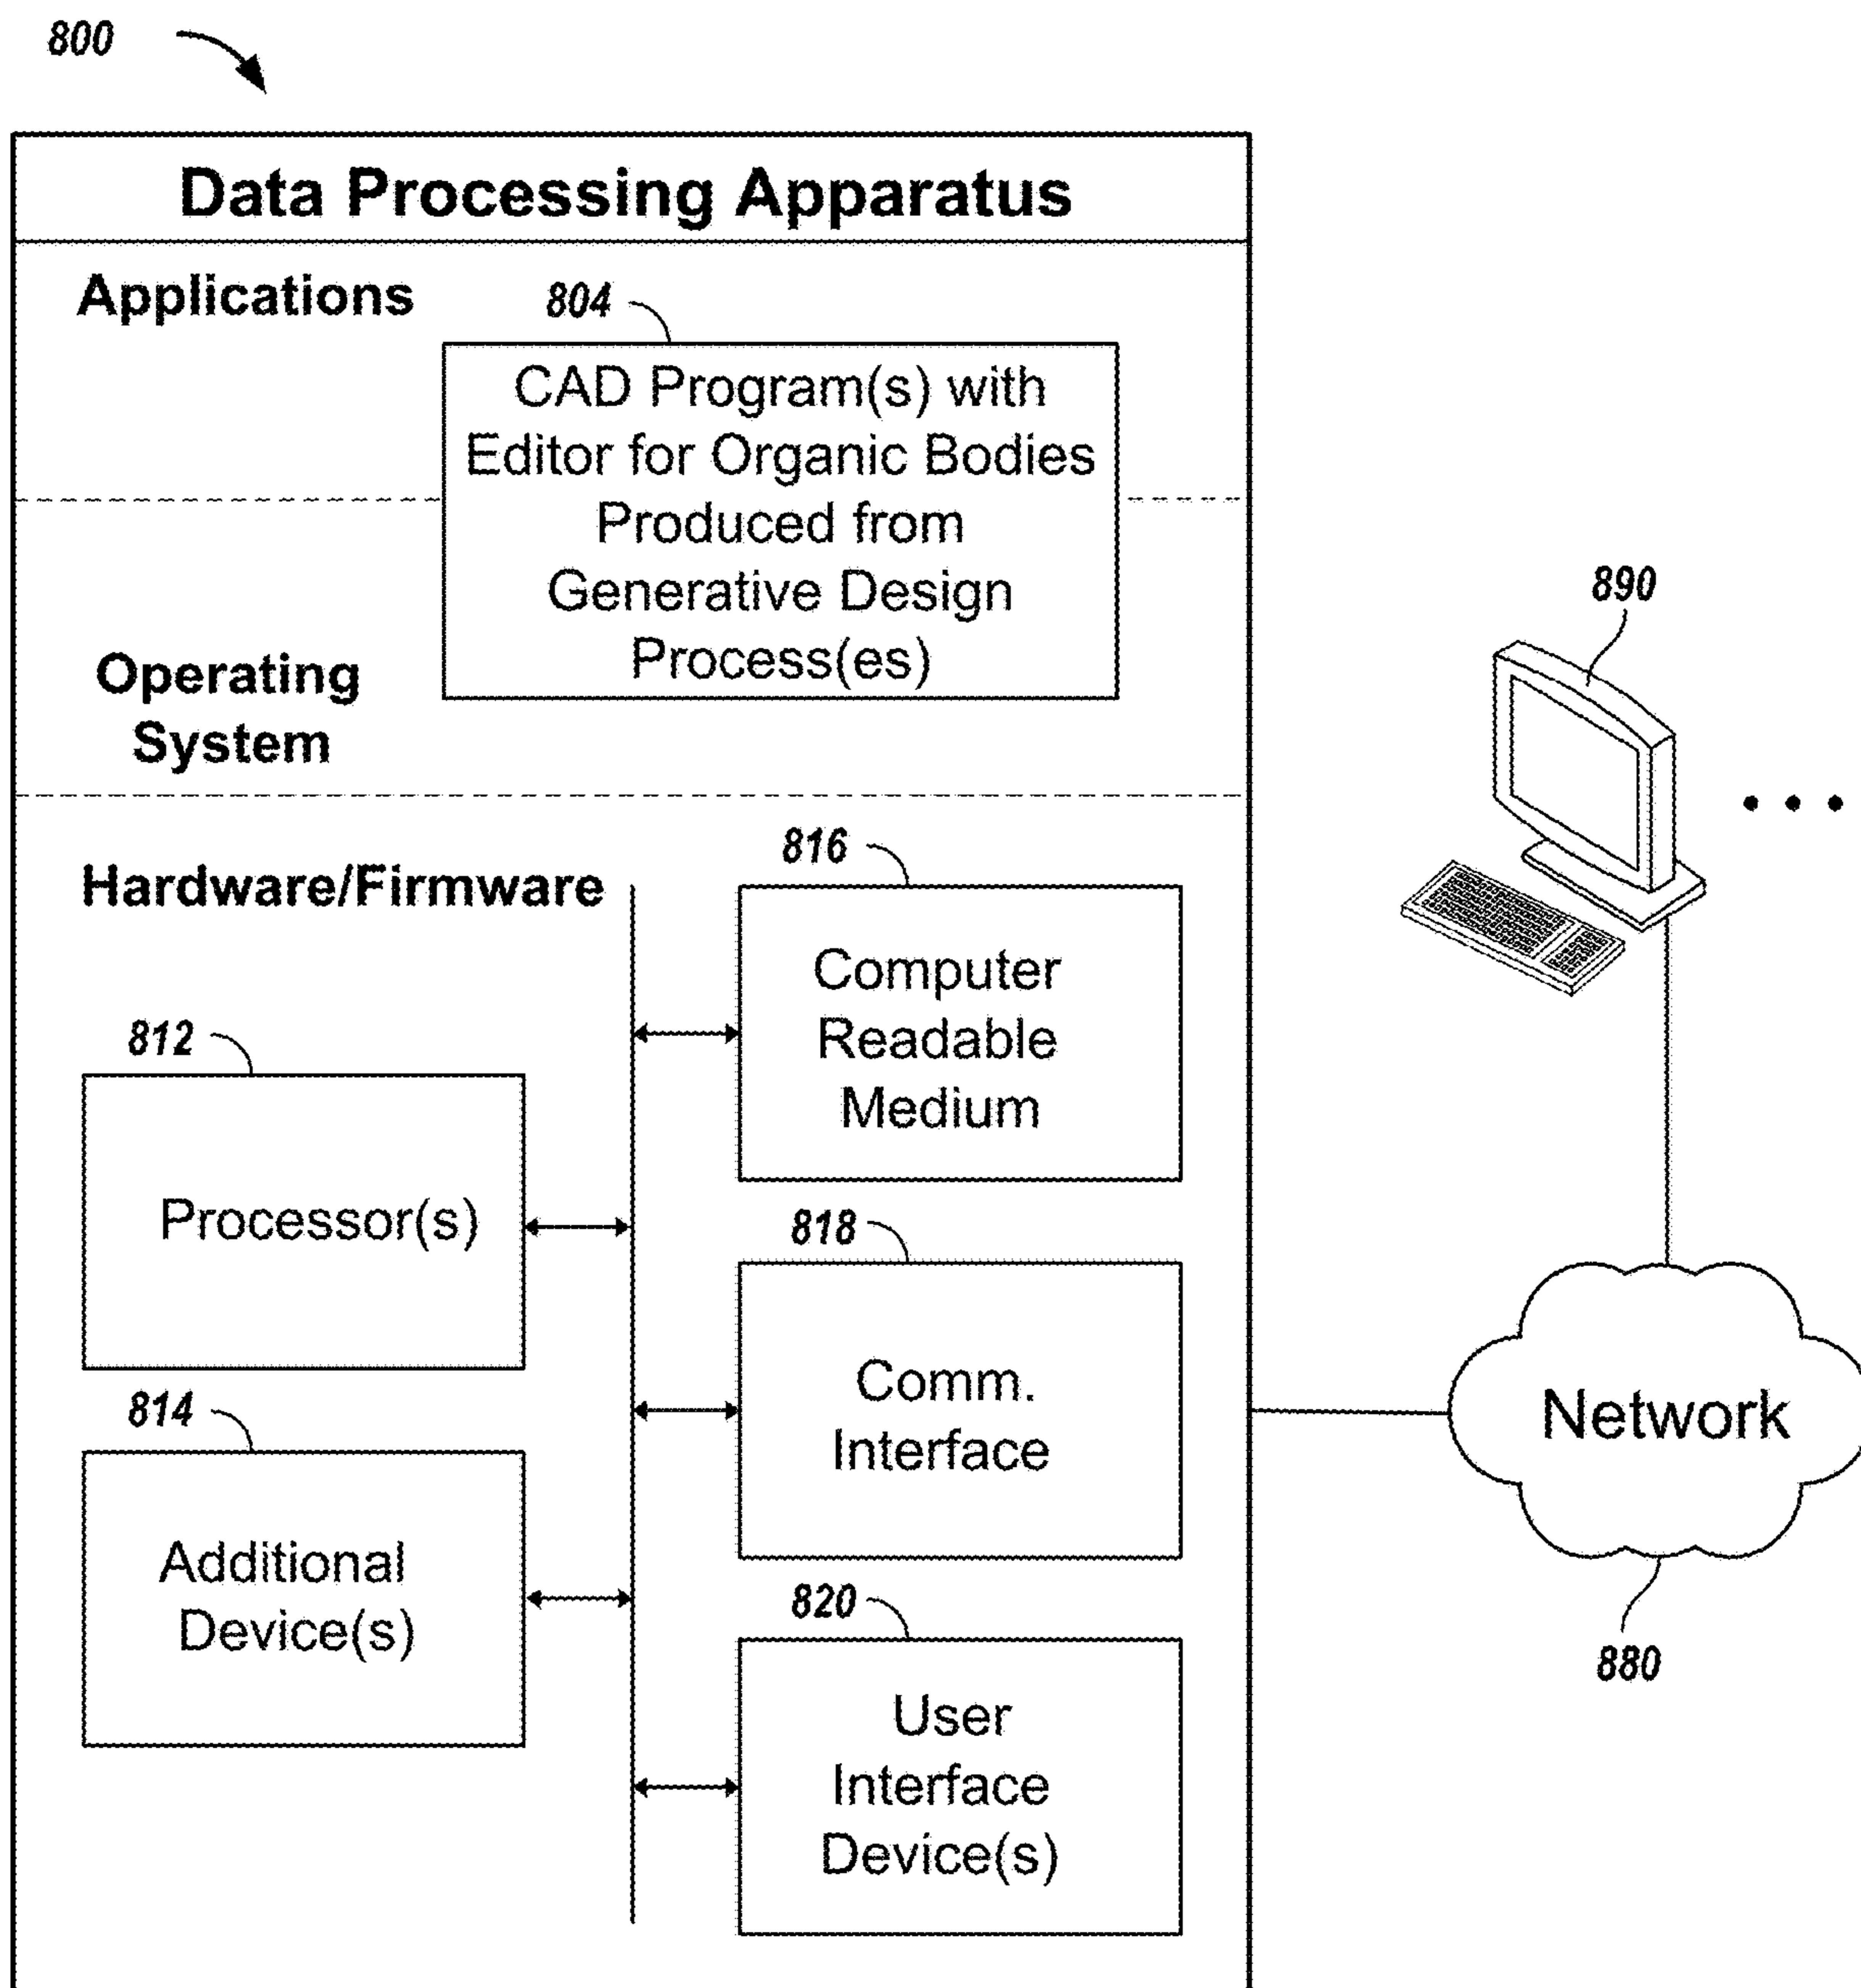 800
Data Processing Apparatus
Applications
804
CAD Program(s) with
Editor for Organic Bodies
Produced from
Generative Design
Process(es)
Operating
System
890
Hardware/Firmware
816
Computer
Readable
Medium
812
Processor(s)
818
Comm.
Interface
814
Additional
Device(s)
820
User
Interface
Device(s)
Network
880